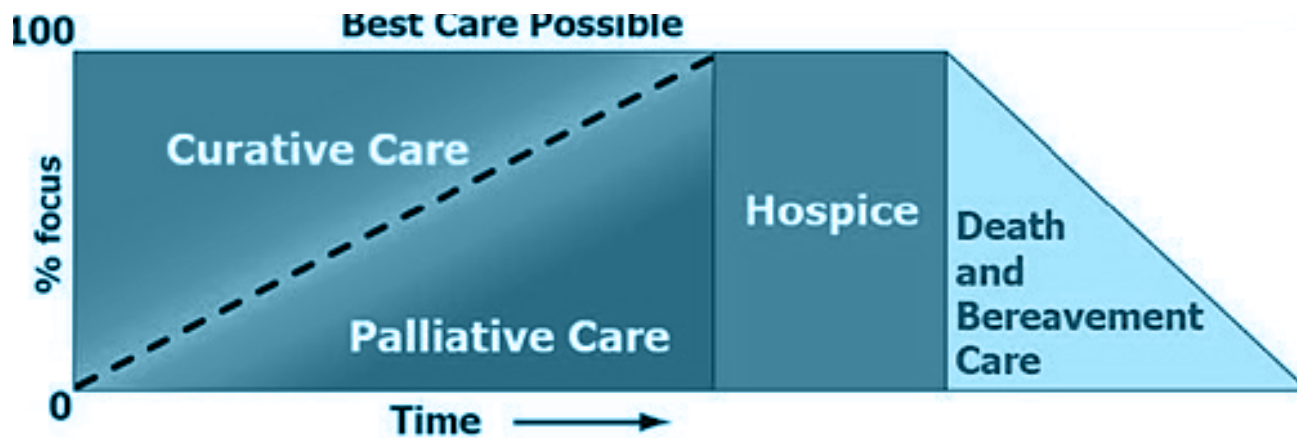 100
Best Care Possible
% focus
Curative Care
Palliative Care
Hospice
Death
and
Bereavement
Care
0
Time